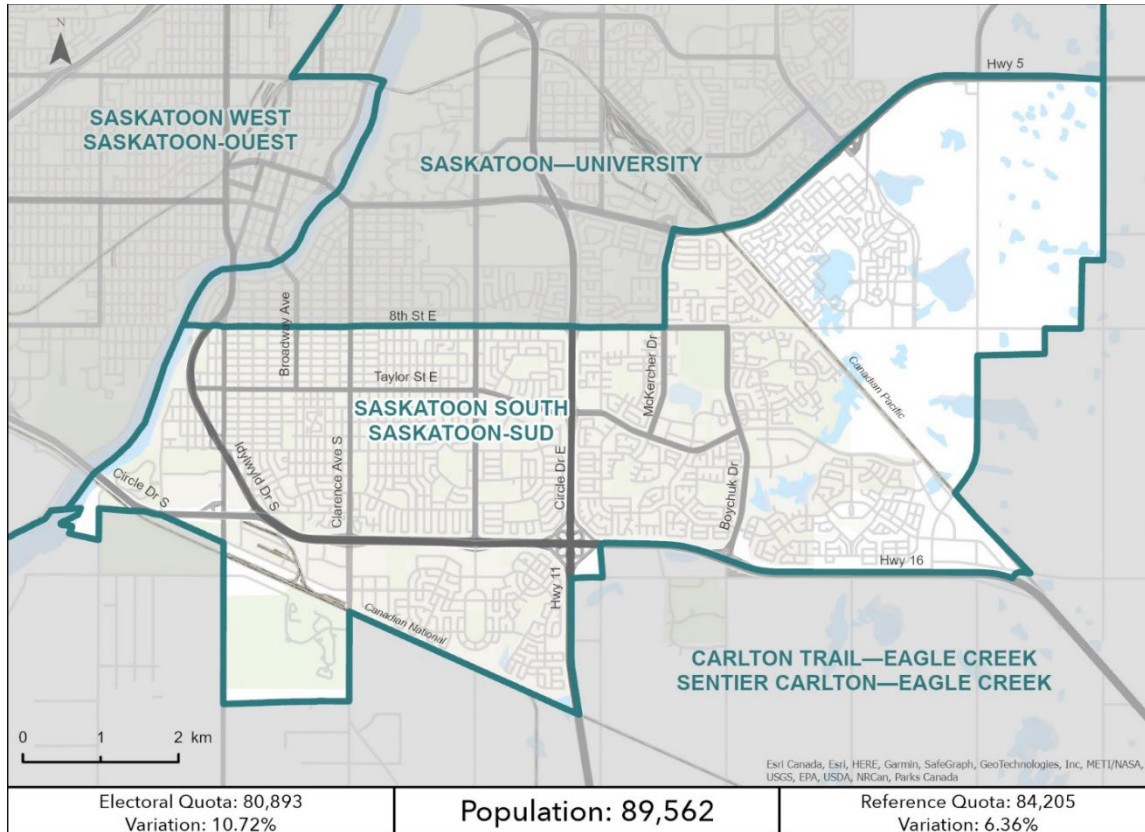 N
Hwy 5
SASKATOON WEST
SASKATOON-OUEST
SASKATOON—UNIVERSITY
Broadway Ave
8th St E
McKercher Dr
Taylor St E
Canadian Pacific
SASKATOON SOUTH
SASKATOON-SUD
Idylwyld Dr S
Clarence Ave S
Circle Dr E
Boychuk Dr
Circle Dr S
Hwy 16
Hwy 11
Canadian National
CARLTON TRAIL—EAGLE CREEK
SENTIER CARLTON—EAGLE CREEK
0 1 2 km
Esri Canada, Esri, HERE, Garmin, SafeGraph, GeoTechnologies, Inc, METI/NASA,
USGS, EPA, USDA, NRCan, Parks Canada
Electoral Quota: 80,893
Variation: 10.72%
Population: 89,562
Reference Quota: 84,205
Variation: 6.36%